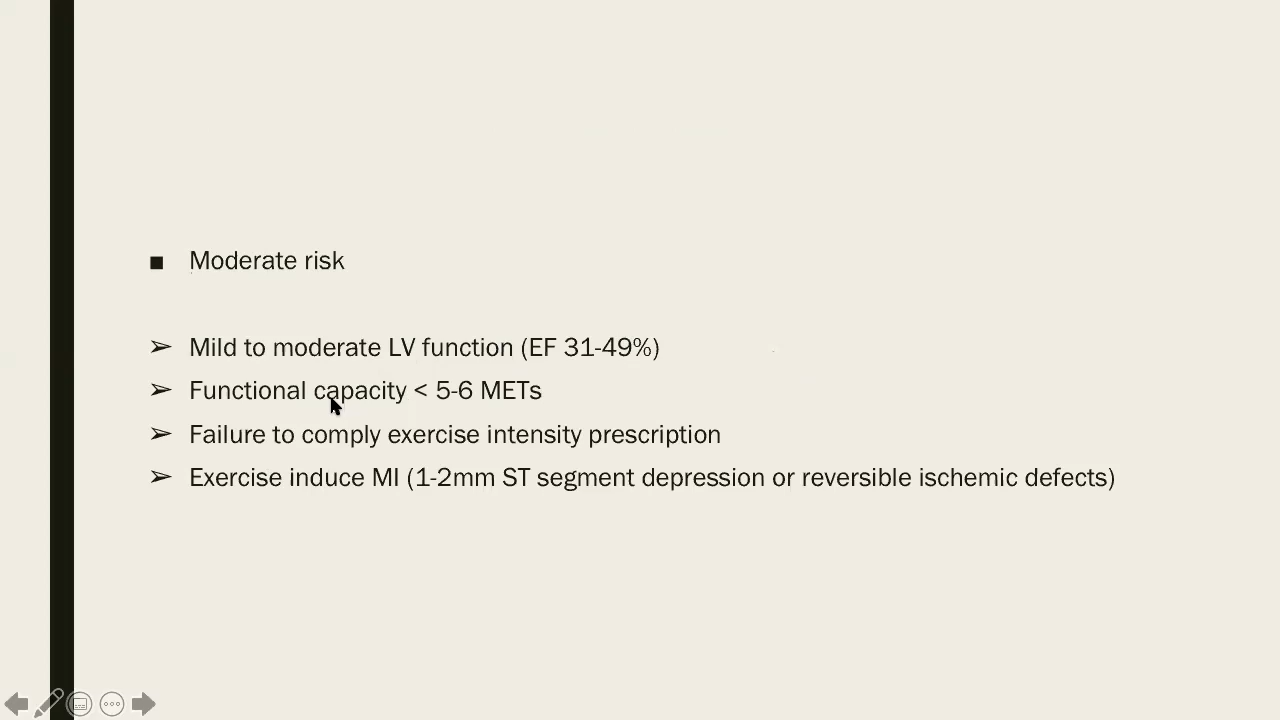 ■ Moderate risk
➢ Mild to moderate LV function (EF 31-49%)
➢ Functional capacity < 5-6 METs
➢ Failure to comply exercise intensity prescription
➢ Exercise induce MI (1-2mm ST segment depression or reversible ischemic defects)